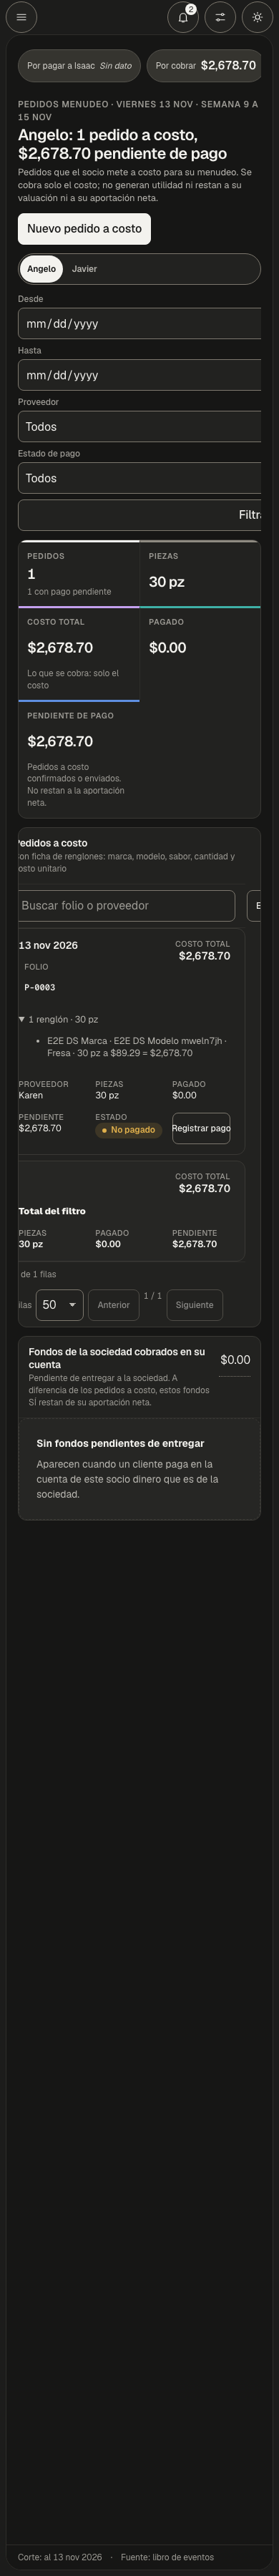 2
Por pagar a Isaac Sin dato
Por cobrar $2,678.70
PEDIDOS MENUDEO · VIERNES 13 NOV · SEMANA 9 A
15 NOV
Angelo: 1 pedido a costo,
$2,678.70 pendiente de pago
Pedidos que el socio mete a costo para su menudeo. Se
cobra solo el costo; no generan utilidad ni restan a su
valuación ni a su aportación neta.
Nuevo pedido a costo
Angelo Javier
Desde
mm/dd/yyyy
Hasta
mm/dd/yyyy
Proveedor
Todos
Estado de pago
Todos
Filtra
PEDIDOS
1
1 con pago pendiente
PIEZAS
30 pz
COSTO TOTAL
$2,678.70
Lo que se cobra: solo el
costo
PAGADO
$0.00
PENDIENTE DE PAGO
$2,678.70
Pedidos a costo
confirmados o enviados.
No restan a la aportación
neta.
Pedidos a costo
on ficha de renglones: marca, modelo, sabor, cantidad y
osto unitario
Buscar folio o proveedor
E
13 nov 2026
COSTO TOTAL
$2,678.70
FOLIO
P-0003
▼ 1 renglón · 30 pz
• E2E DS Marca · E2E DS Modelo mweln7jh ·
Fresa · 30 pz a $89.29 = $2,678.70
PROVEEDOR PIEZAS PAGADO
Karen 30 pz $0.00
PENDIENTE ESTADO
$2,678.70 No pagado Registrar pago
COSTO TOTAL
$2,678.70
Total del filtro
PIEZAS PAGADO PENDIENTE
30 pz $0.00 $2,678.70
de 1 filas
ilas 50 Anterior 1 / 1 Siguiente
Fondos de la sociedad cobrados en su
cuenta
$0.00
Pendiente de entregar a la sociedad. A
diferencia de los pedidos a costo, estos fondos
SÍ restan de su aportación neta.
Sin fondos pendientes de entregar
Aparecen cuando un cliente paga en la
cuenta de este socio dinero que es de la
sociedad.
Corte: al 13 nov 2026 · Fuente: libro de eventos